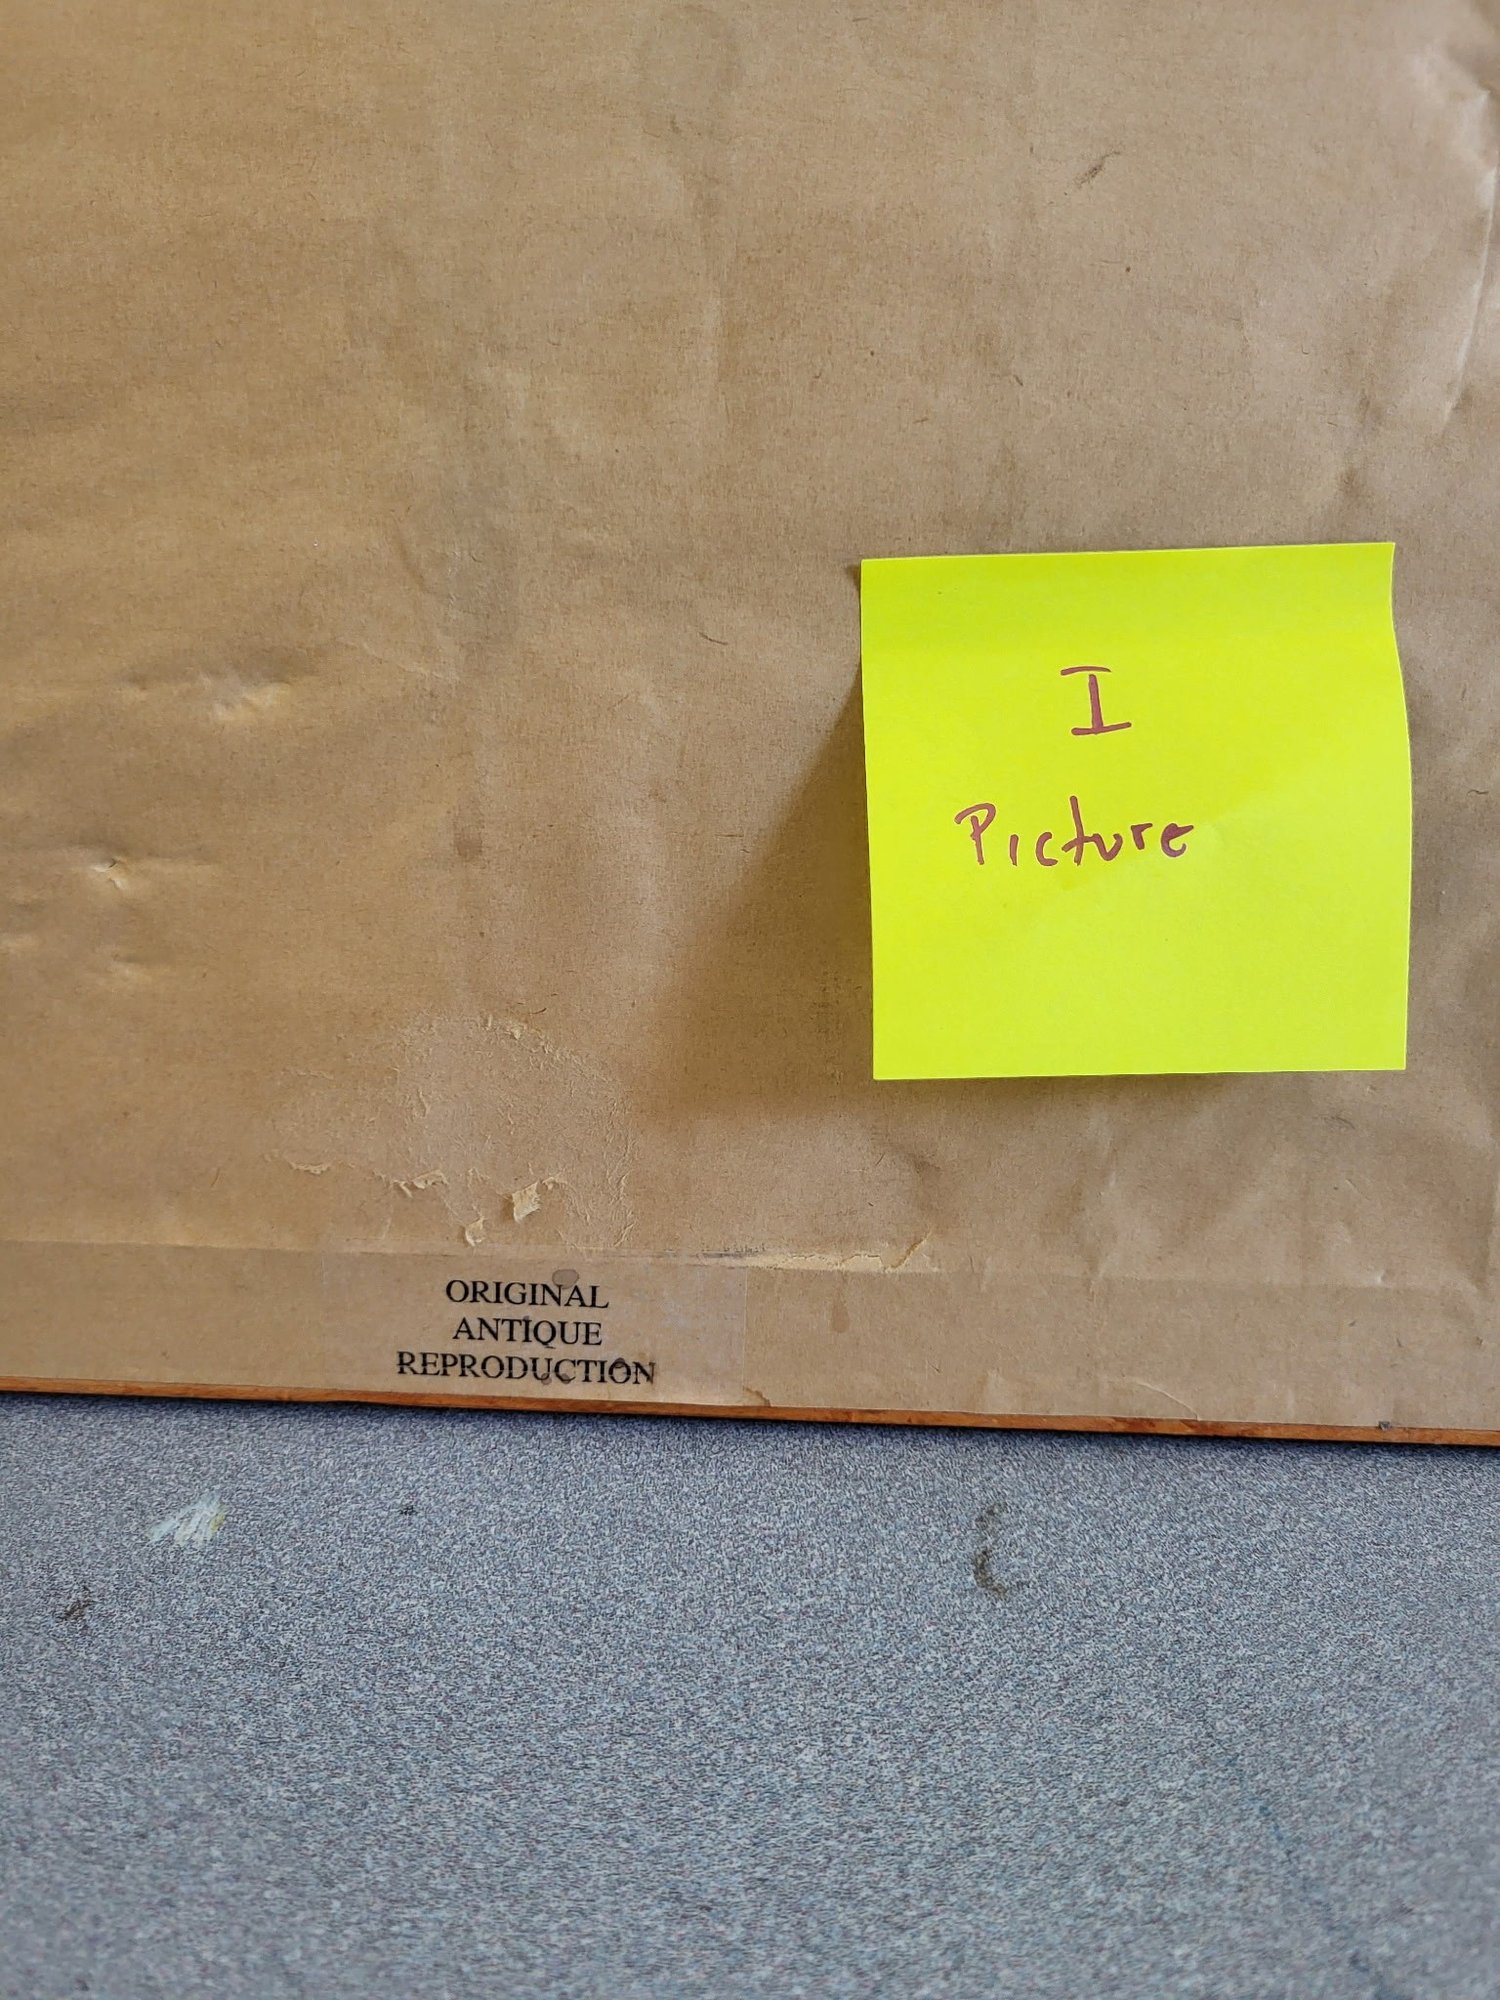 I
Picture
ORIGINAL
ANTIQUE
REPRODUCTION